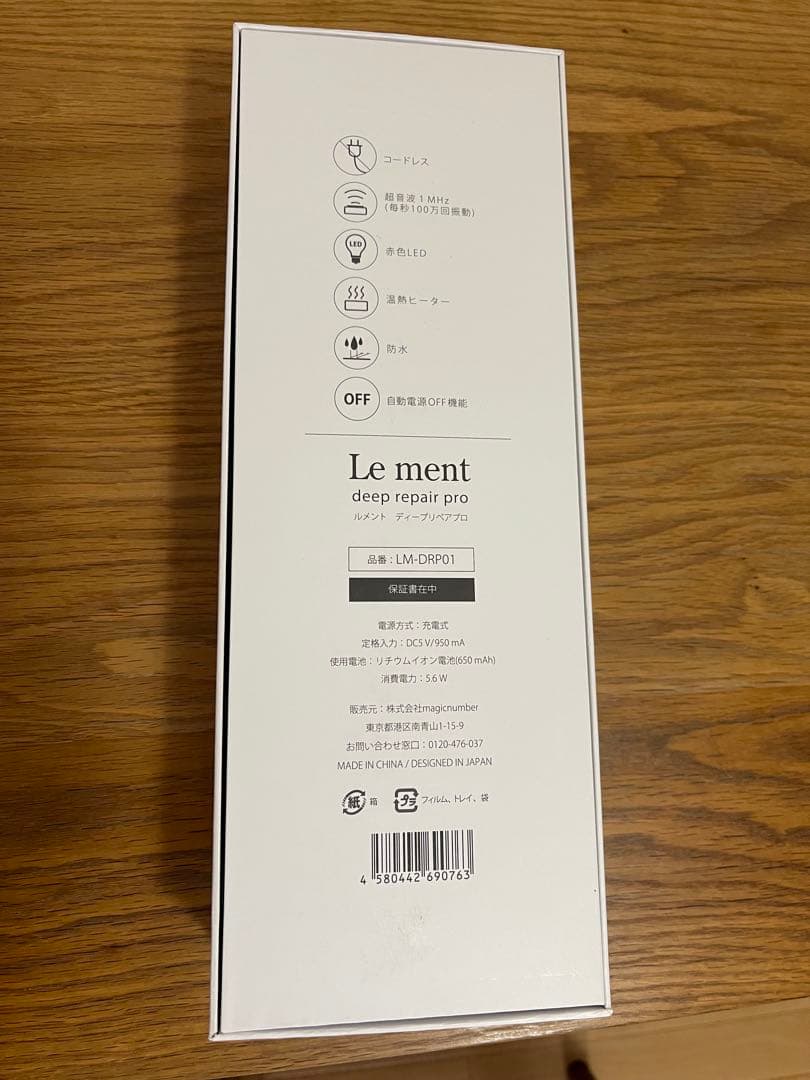 コードレス
超音波1MHz
(毎秒100万回振動)
LED
赤色LED
温熱ヒーター
防水
OFF
自動電源OFF機能
Le ment
deep repair pro
ルメント ディープリペアプロ
品番：LM-DRP01
保証書在中
電源方式：充電式
定格入力：DC5 V/950 mA
使用電池：リチウムイオン電池(650 mAh)
消費電力：5.6 W
販売元：株式会社magicnumber
東京都港区南青山1-15-9
お問い合わせ窓口：0120-476-037
MADE IN CHINA / DESIGNED IN JAPAN
紙 箱 プラ フィルム、トレイ、袋
4 580442 690763